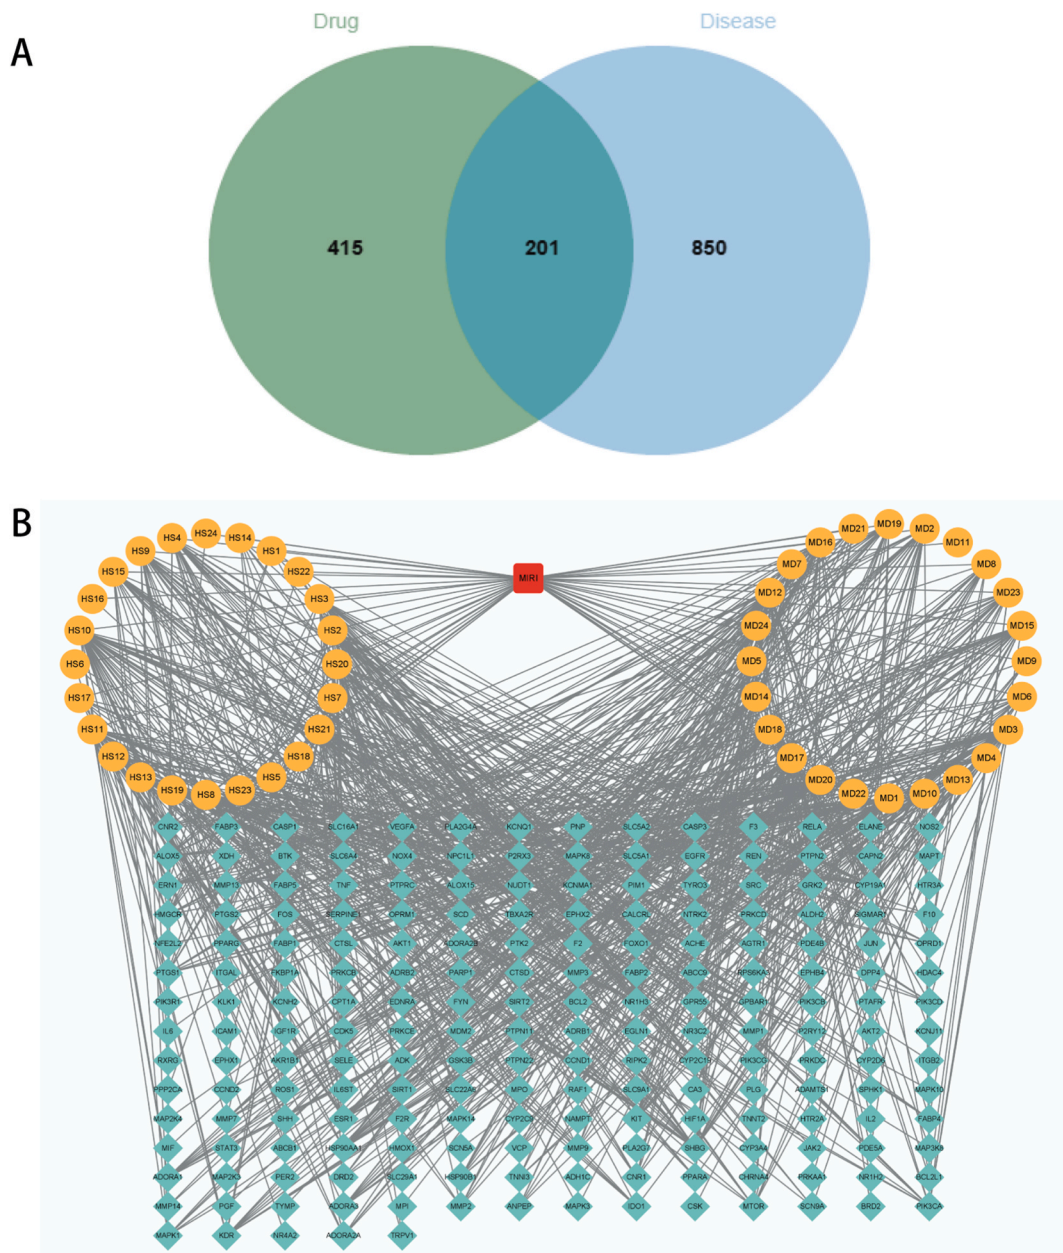 Drug Disease
A
415 201 850
B
HS24
HS4 HS14
HS9 HS1
HS15 HS22
HS16 HS3
HS10 HS2
HS6 HS20
HS17 HS7
HS11 HS21
HS12 HS18
HS13 HS5
HS19 HS8 HS23
MIRI
MD21 MD19 MD2
MD16 MD11
MD7 MD8
MD12 MD23
MD24 MD15
MD5 MD9
MD14 MD6
MD18 MD3
MD17 MD4
MD20 MD13
MD22 MD1 MD10
CNR2 FABP3 CASP1 SLC16A1 VEGFA PLA2G4A KCNQ1 PNP SLC5A2 CASP3 F3 RELA ELANE NOS2
ALOX5 XDH BTK SLC6A4 NOX4 NPC1L1 P2RX3 MAPK8 SLC5A1 EGFR REN PTPN2 CAPN2 MAPT
ERN1 MMP13 FABP5 TNF PTPRC ALOX15 NUDT1 KCNMA1 PIM1 TYRO3 SRC GRK2 CYP19A1 HTR3A
HMGCR PTGS2 FOS SERPINE1 OPRM1 SCD TBXA2R EPHX2 CALCRL NTRK2 PRKCD ALDH2 SIGMAR1 F10
NFE2L2 PPARG FABP1 CTSL AKT1 ADORA2B PTK2 F2 FOXO1 ACHE AGTR1 PDE4B JUN OPRD1
PTGS1 ITGAL FKBP1A PRKCB ADRB2 PARP1 CTSD MMP3 FABP2 ABCC9 RPS6KA3 EPHB4 DPP4 HDAC4
PIK3R1 KLK1 KCNH2 CPT1A EDNRA FYN SIRT2 BCL2 NR1H3 GPR55 GPBAR1 PIK3CB PTAFR PIK3CD
IL6 ICAM1 IGF1R CDK5 PRKCE MDM2 PTPN11 ADRB1 EGLN1 NR3C2 MMP1 P2RY12 AKT2 KCNJ11
RXRG EPHX1 AKR1B1 SELE ADK GSK3B PTPN22 CCND1 RIPK2 CYP2C19 PIK3CG PRKDC CYP2D6 ITGB2
PPP2CA CCND2 ROS1 IL6ST SIRT1 SLC22A6 MPO RAF1 SLC9A1 CA3 PLG ADAMTS1 SPHK1 MAPK10
MAP2K4 MMP7 SHH ESR1 F2R MAPK14 CYP2C9 NAMPT KIT HIF1A TNNT2 HTR2A IL2 FABP4
MIF STAT3 ABCB1 HSP90AA1 HMOX1 SCN5A VCP MMP9 PLA2G7 SHBG CYP3A4 JAK2 PDE5A MAP3K8
ADORA1 MAP2K3 PER2 DRD2 SLC29A1 HSP90B1 TNNI3 ADH1C CNR1 PPARA CHRNA4 PRKAA1 NR1H2 BCL2L1
MMP14 PGF TYMP ADORA3 MPI MMP2 ANPEP MAPK3 IDO1 CSK MTOR SCN9A BRD2 PIK3CA
MAPK1 KDR NR4A2 ADORA2A TRPV1